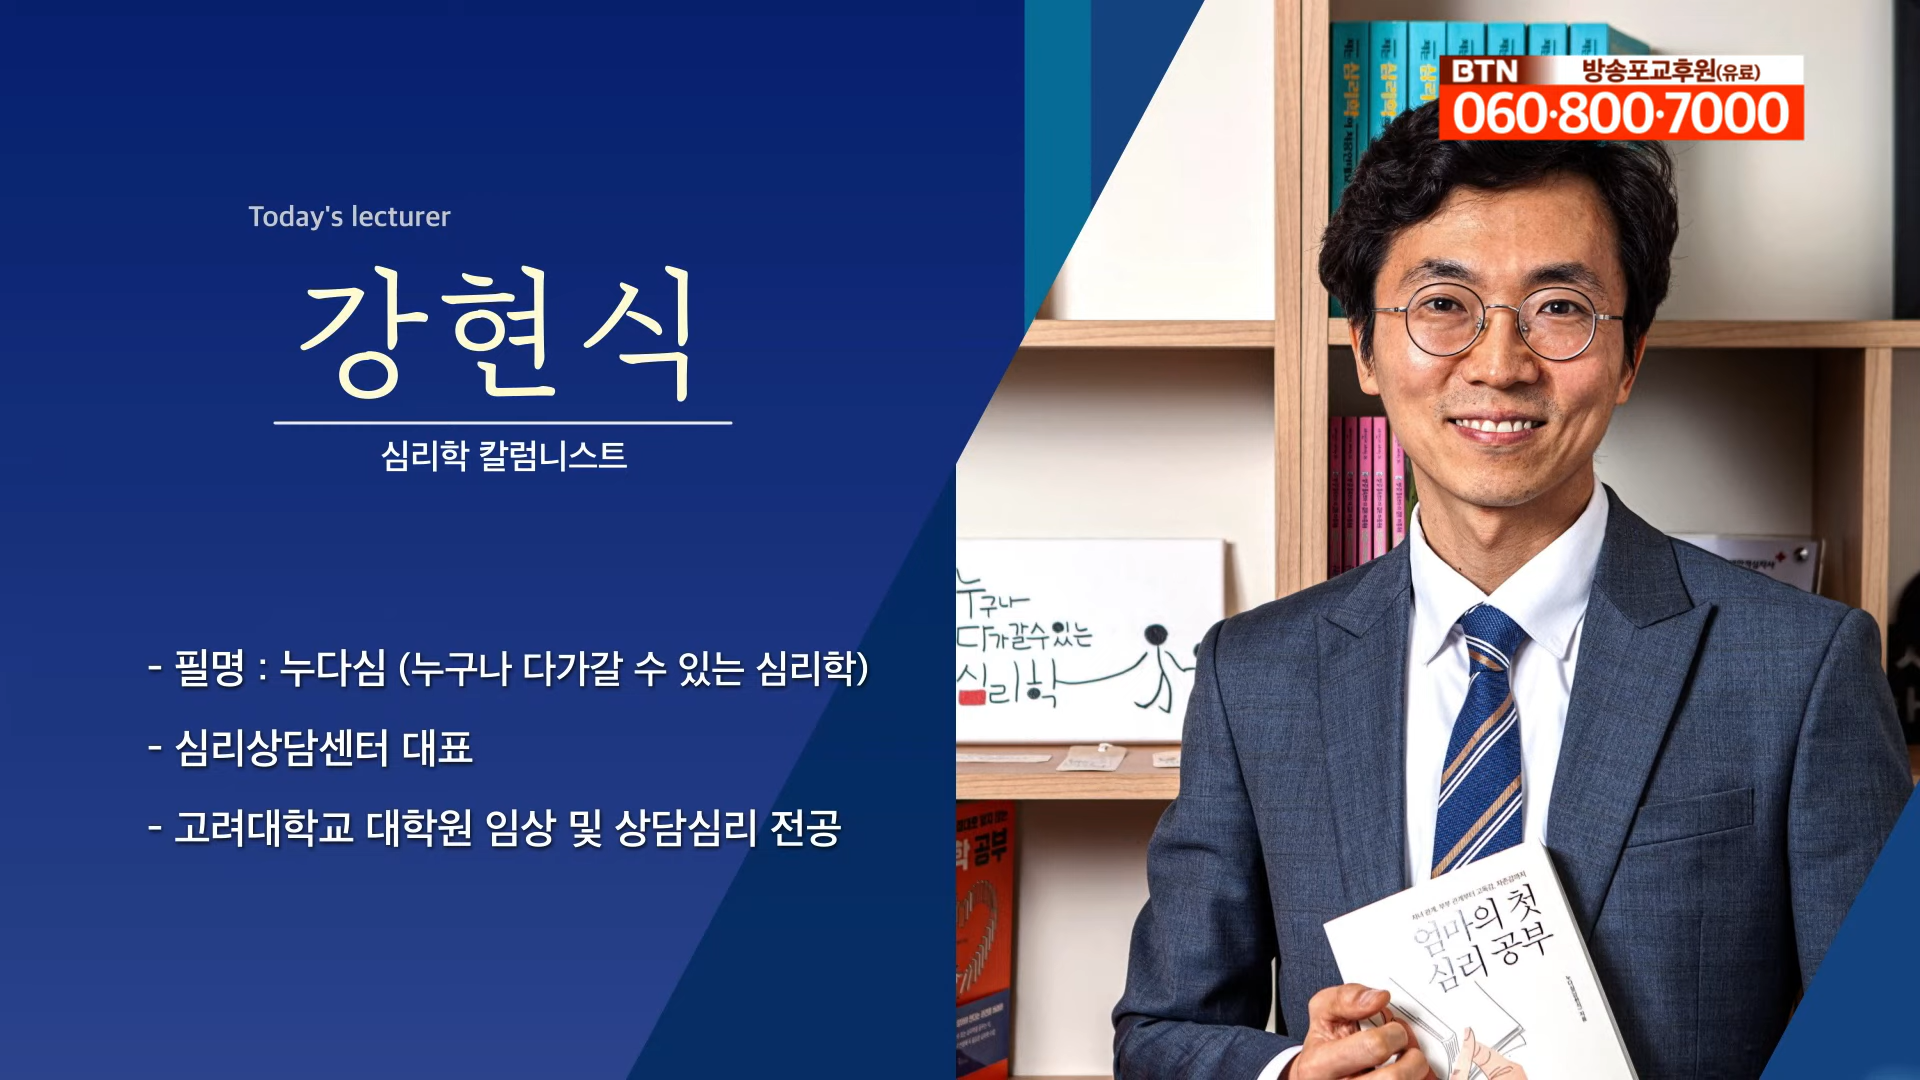 BTN 방송포교후원(유료)
060·800·7000
Today's lecturer
강현식
심리학 칼럼니스트
- 필명 : 누다심 (누구나 다가갈 수 있는 심리학)
- 심리상담센터 대표
- 고려대학교 대학원 임상 및 상담심리 전공
누구나
다가갈수있는
심리학
엄마의 첫
심리 공부
공부